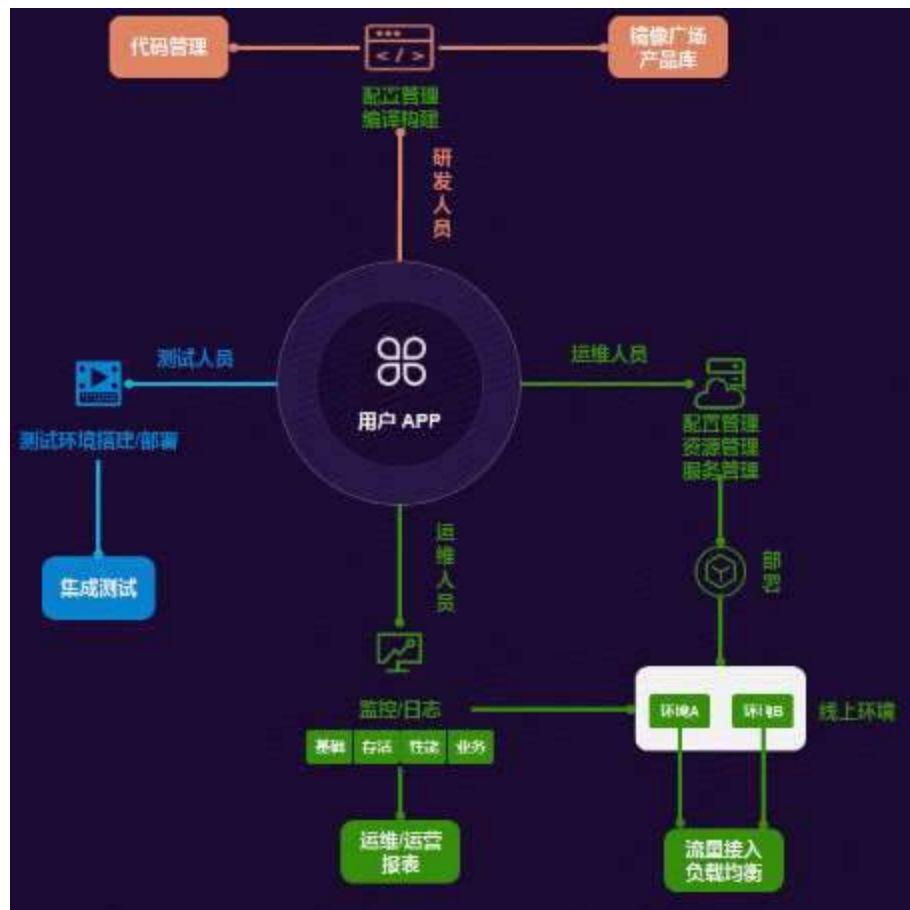 代码管理
</>
镜像广场
产品库
配置管理
编译构建
研发人员
测试人员
运维人员
用户 APP
配置管理
资源管理
服务管理
测试环境搭建/部署
运维人员
部署
集成测试
监控/日志
环境A
环境B
线上环境
基础
存活
性能
业务
运维/运营
报表
流量接入
负载均衡